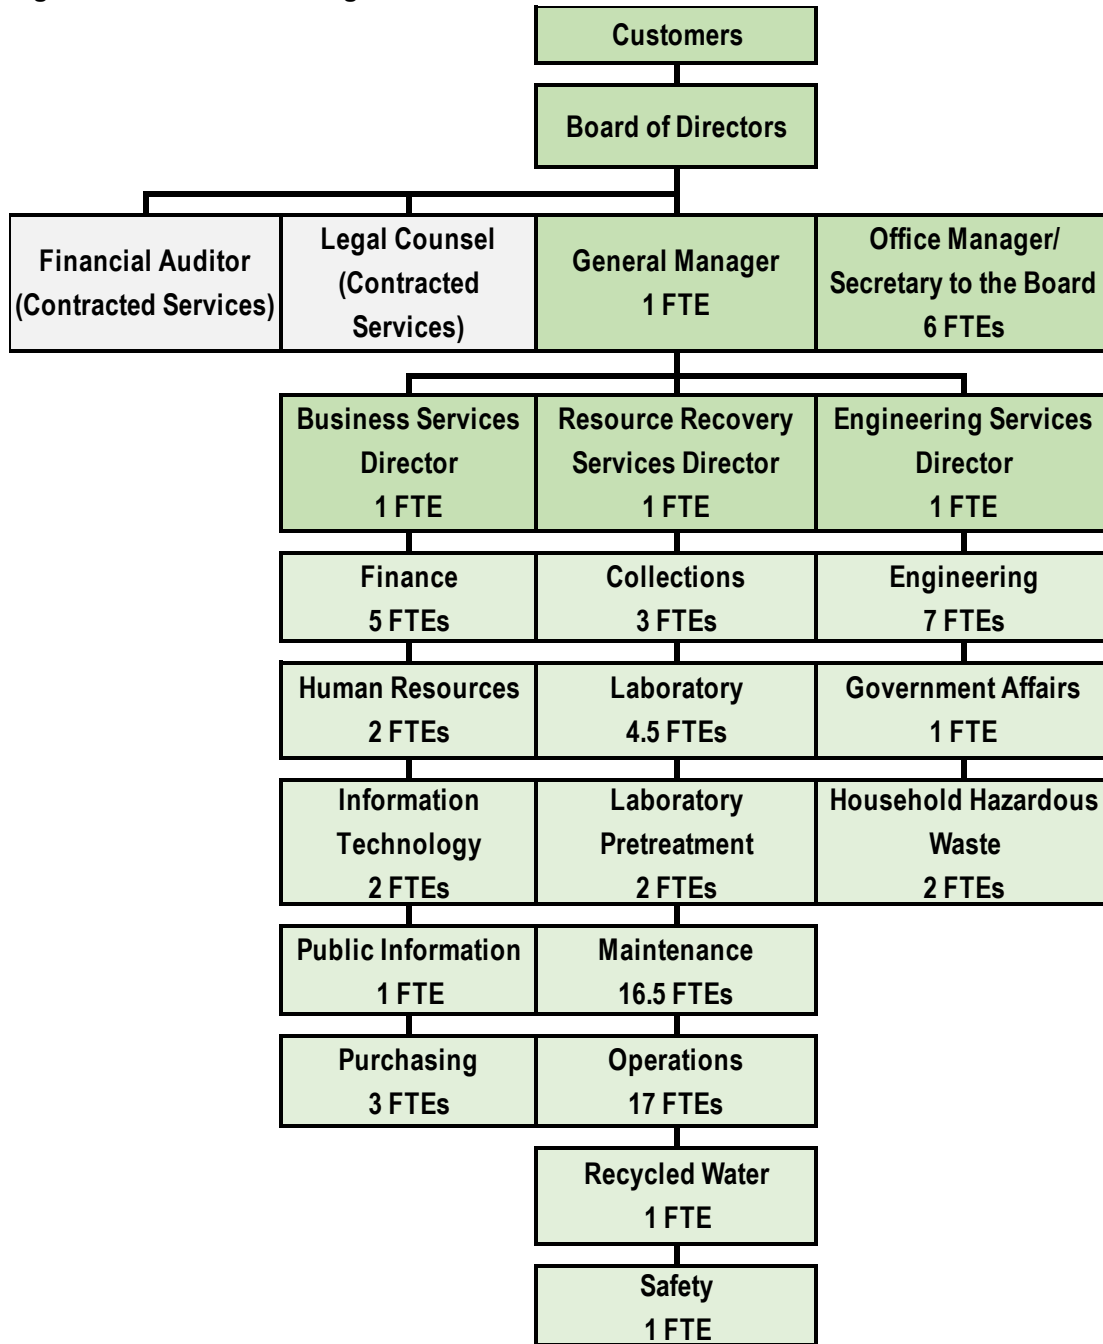 Customers
Board of Directors
Financial Auditor
(Contracted Services)
Legal Counsel
(Contracted
Services)
General Manager
1 FTE
Office Manager/
Secretary to the Board
6 FTEs
Business Services
Director
1 FTE
Resource Recovery
Services Director
1 FTE
Engineering Services
Director
1 FTE
Finance
5 FTEs
Collections
3 FTEs
Engineering
7 FTEs
Human Resources
2 FTEs
Laboratory
4.5 FTEs
Government Affairs
1 FTE
Information
Technology
2 FTEs
Laboratory
Pretreatment
2 FTEs
Household Hazardous
Waste
2 FTEs
Public Information
1 FTE
Maintenance
16.5 FTEs
Purchasing
3 FTEs
Operations
17 FTEs
Recycled Water
1 FTE
Safety
1 FTE